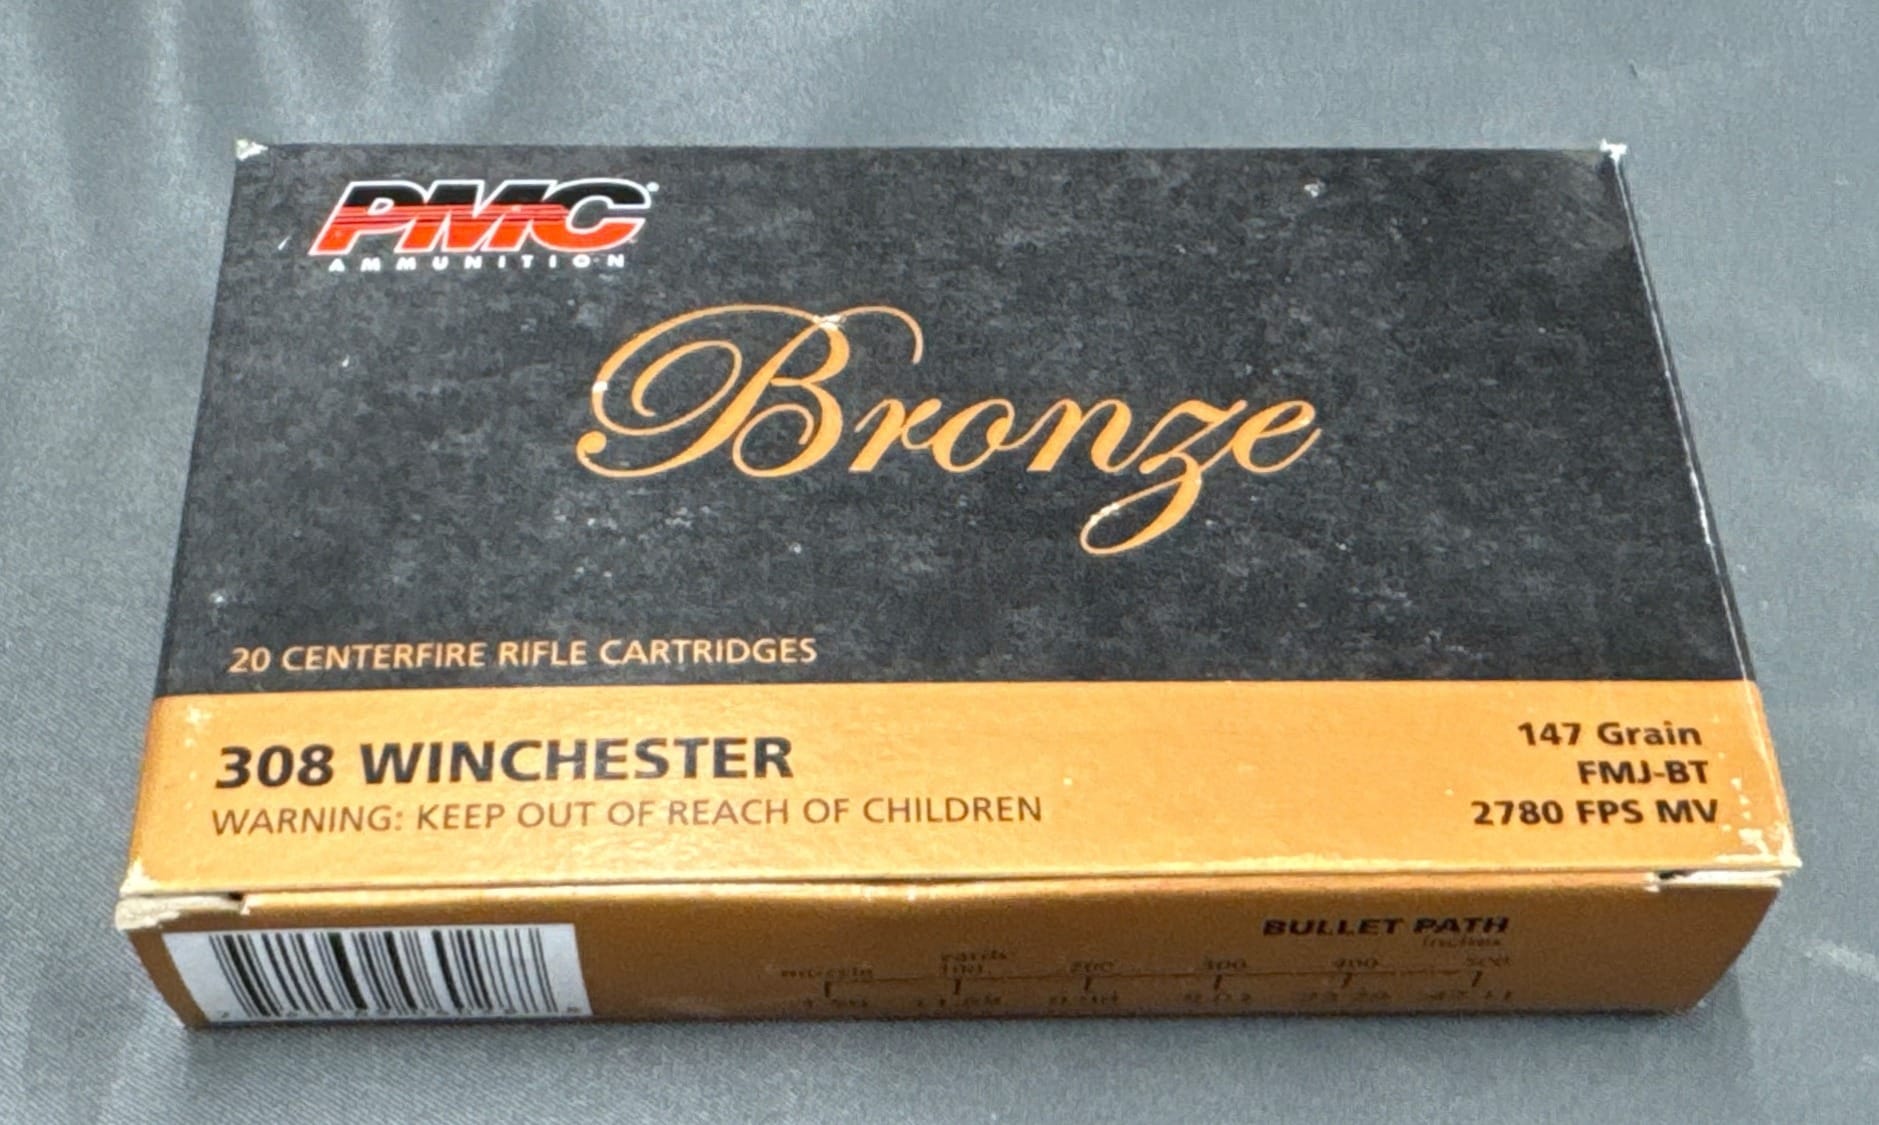 PMC
AMMUNITION
Bronze
20 CENTERFIRE RIFLE CARTRIDGES
308 WINCHESTER
WARNING: KEEP OUT OF REACH OF CHILDREN
147 Grain
FMJ-BT
2780 FPS MV
BULLET PATH